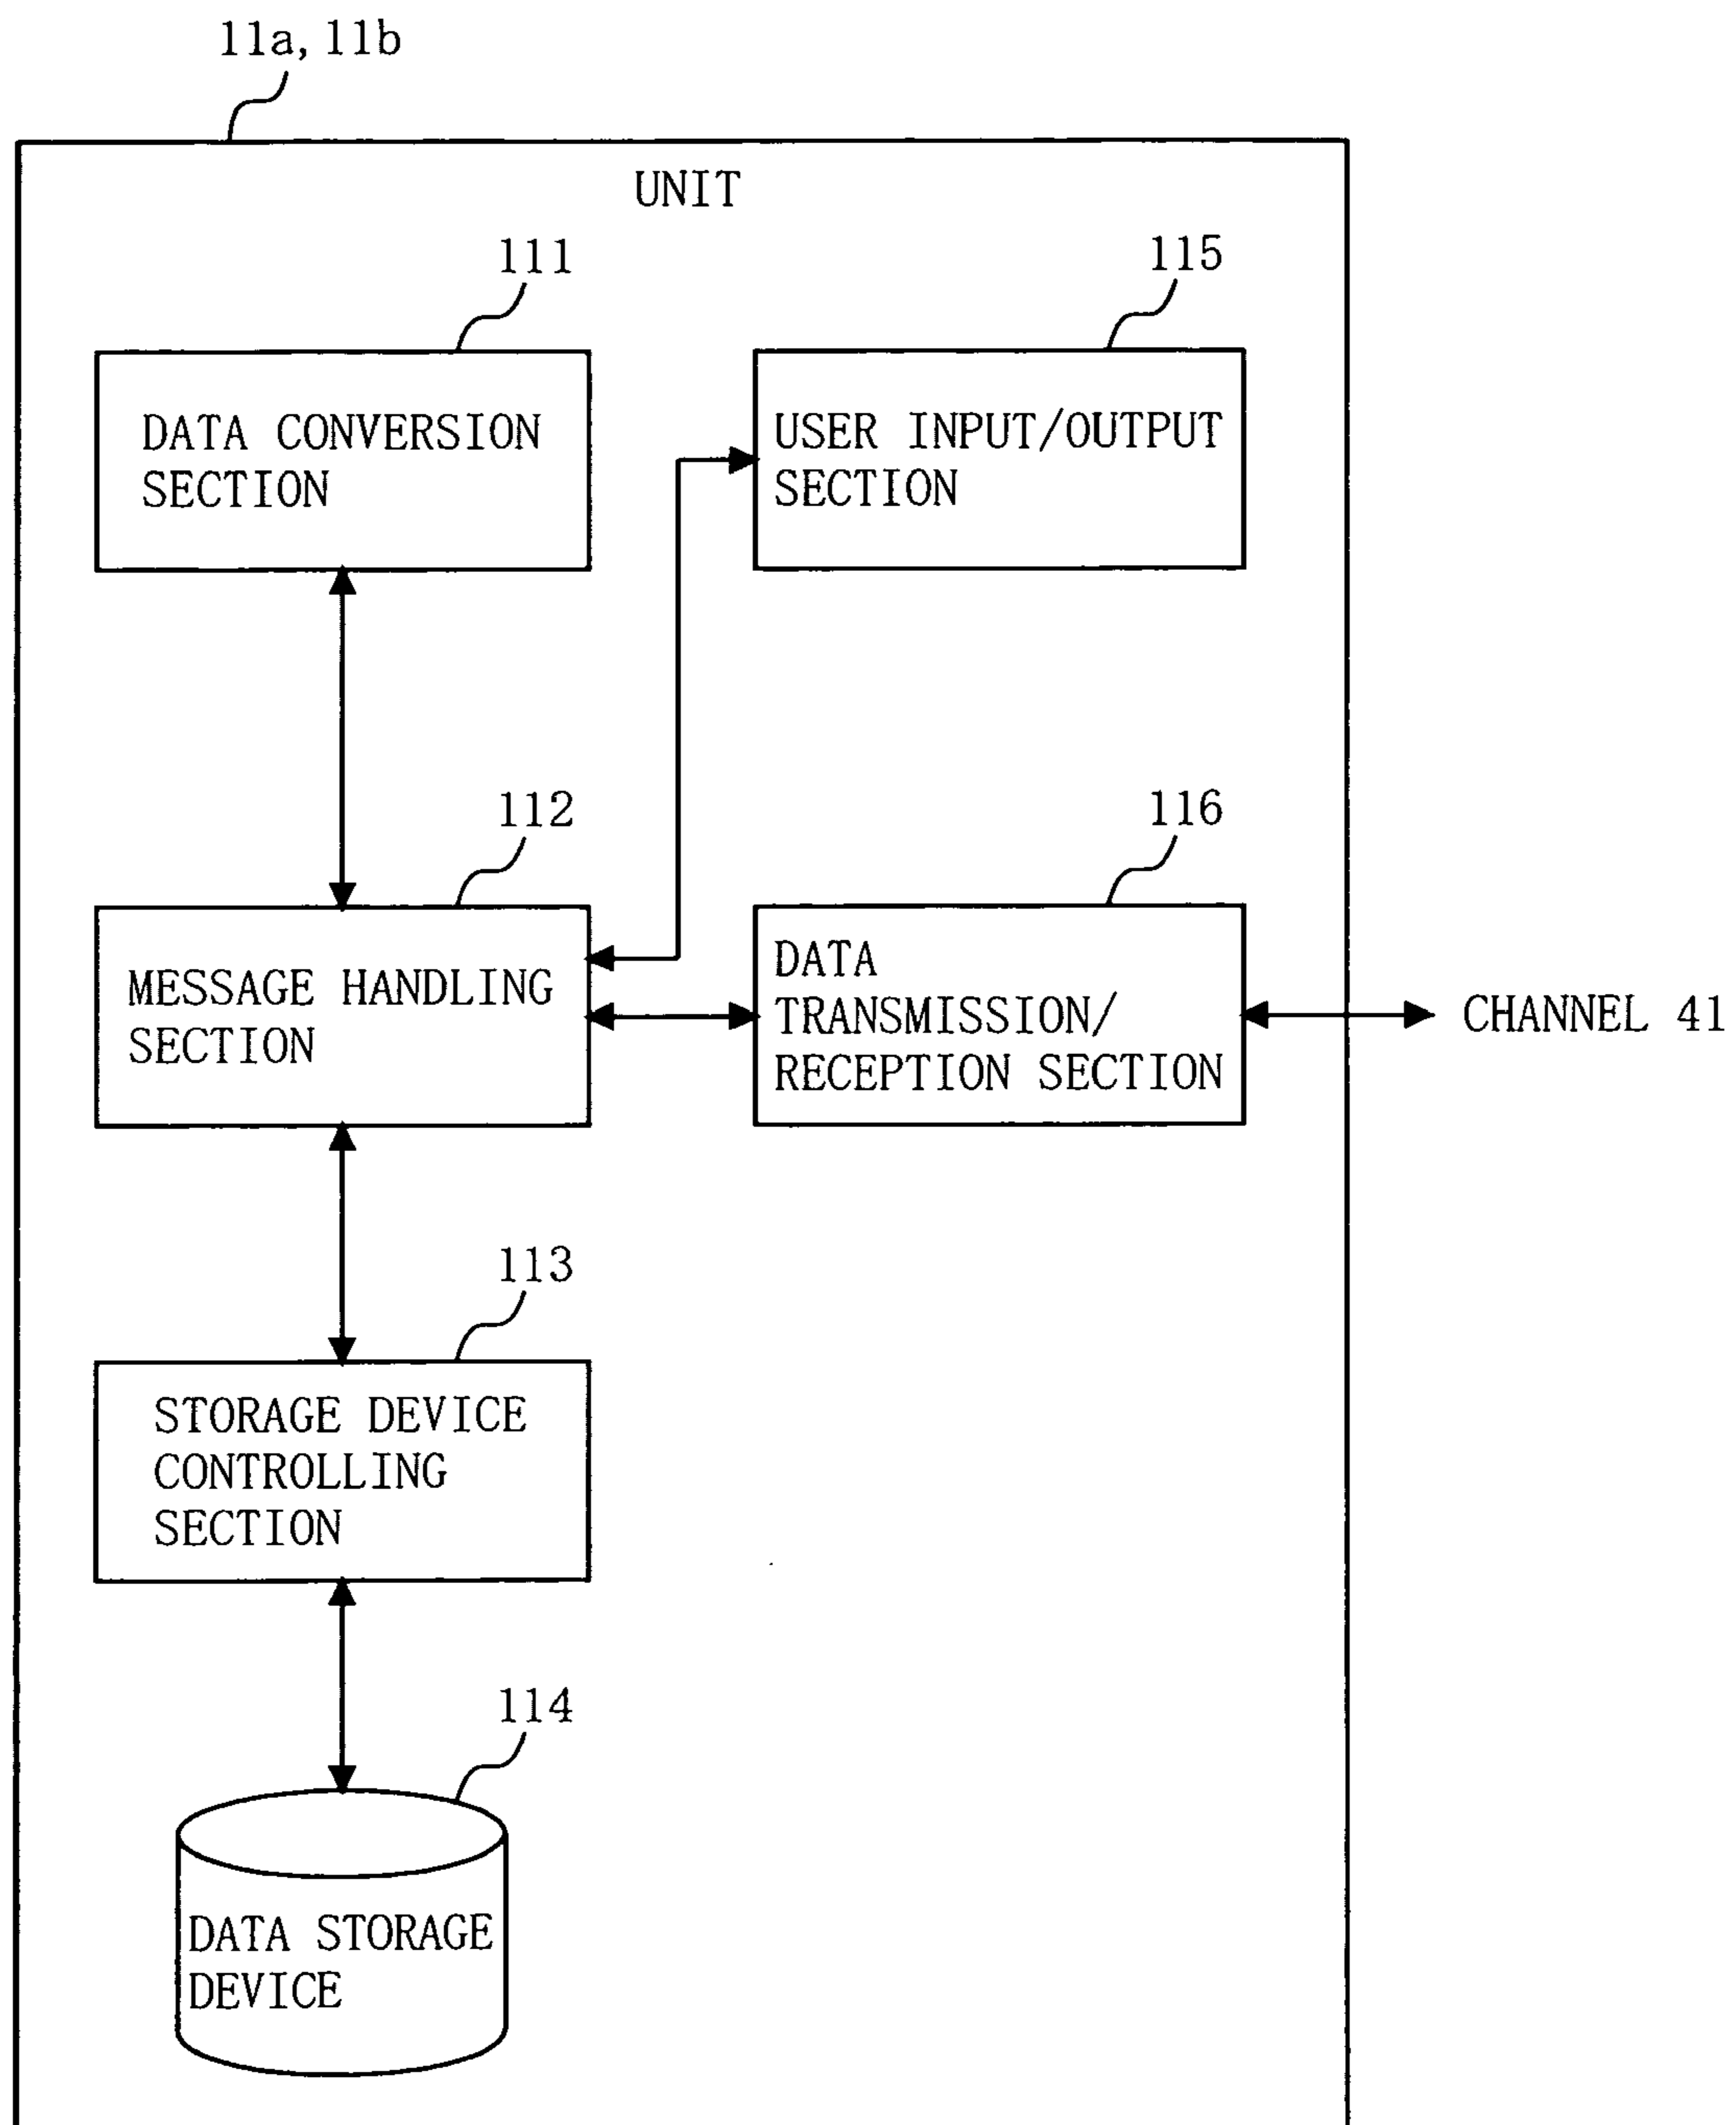 11a, 11b
UNIT
111
115
DATA CONVERSION
SECTION
USER INPUT/OUTPUT
SECTION
112
116
MESSAGE HANDLING
SECTION
DATA
TRANSMISSION/
RECEPTION SECTION
CHANNEL 41
113
STORAGE DEVICE
CONTROLLING
SECTION
114
DATA STORAGE
DEVICE